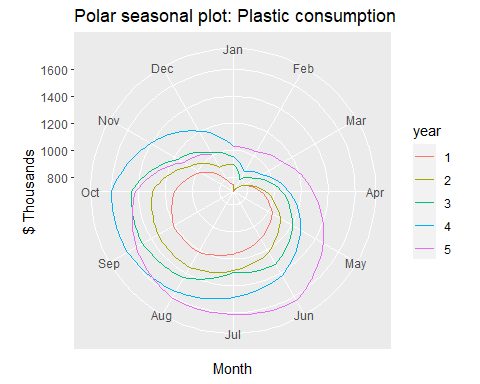 Polar seasonal plot: Plastic consumption
Jan
Feb
Mar
Apr
May
Jun
Jul
Aug
Sep
Oct
Nov
Dec
1600
1400
1200
1000
800
$ Thousands
Month
year
1
2
3
4
5